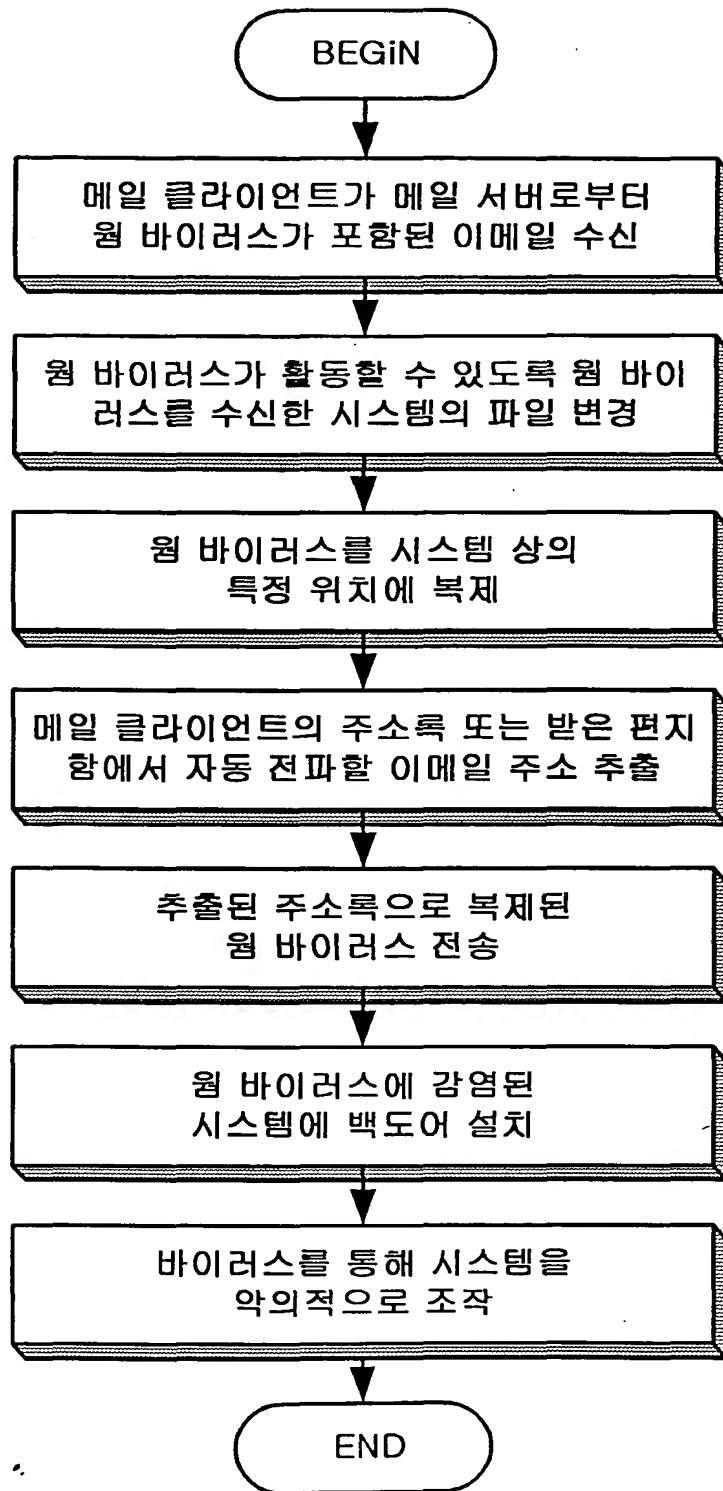 BEGiN
메일 클라이언트가 메일 서버로부터
웜 바이러스가 포함된 이메일 수신
웜 바이러스가 활동할 수 있도록 웜 바이
러스를 수신한 시스템의 파일 변경
웜 바이러스를 시스템 상의
특정 위치에 복제
메일 클라이언트의 주소록 또는 받은 편지
함에서 자동 전파할 이메일 주소 추출
추출된 주소록으로 복제된
웜 바이러스 전송
웜 바이러스에 감염된
시스템에 백도어 설치
바이러스를 통해 시스템을
악의적으로 조작
END